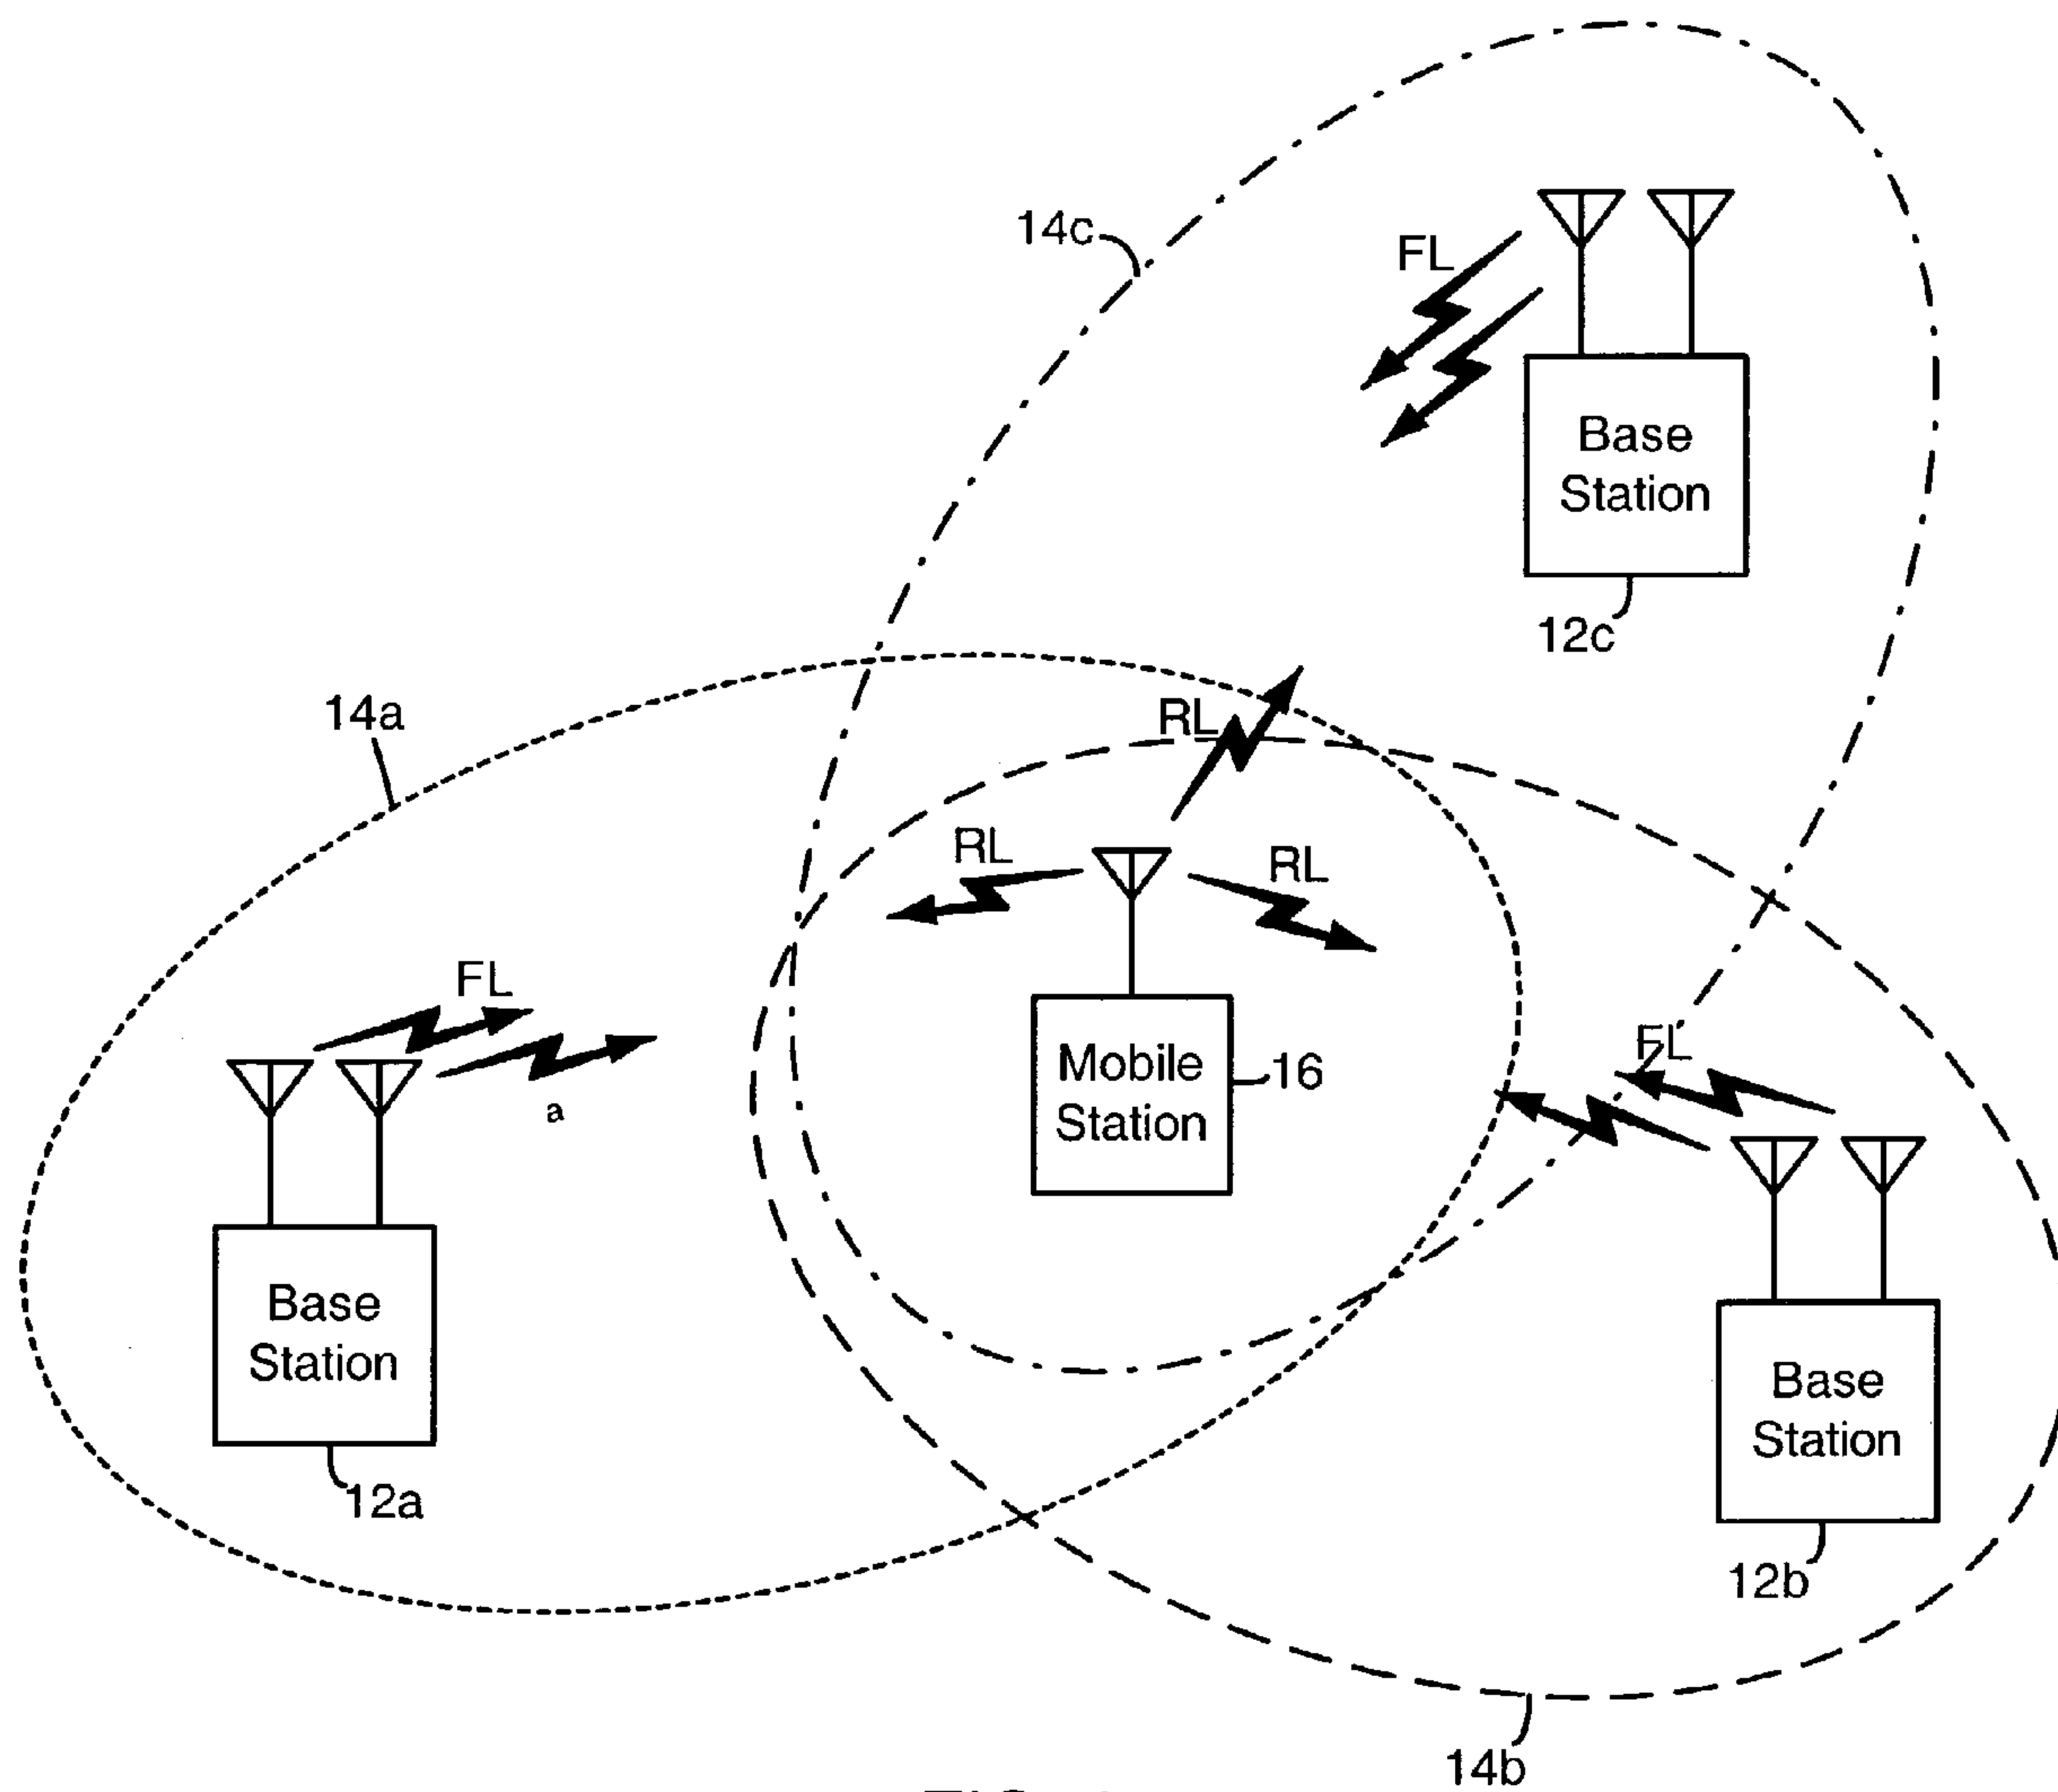 14c
FL
Base
Station
12c
14a
RL
RL
RL
FL
a
Mobile
Station
16
FL
Base
Station
12a
Base
Station
12b
14b